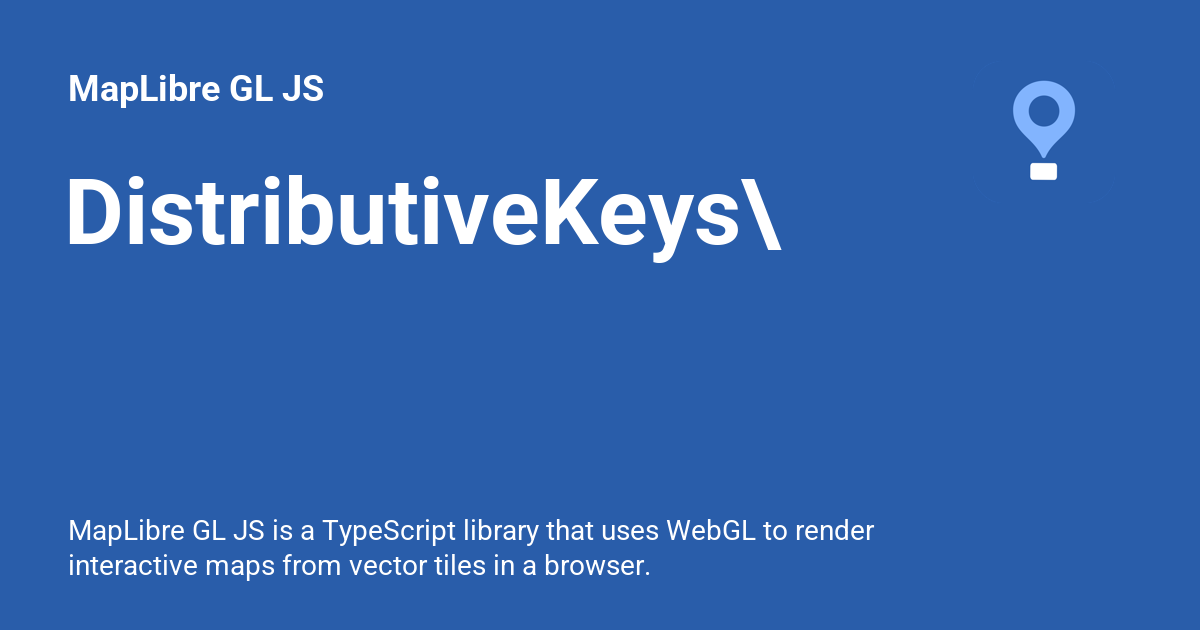 MapLibre GL JS
DistributiveKeys\
MapLibre GL JS is a TypeScript library that uses WebGL to render
interactive maps from vector tiles in a browser.